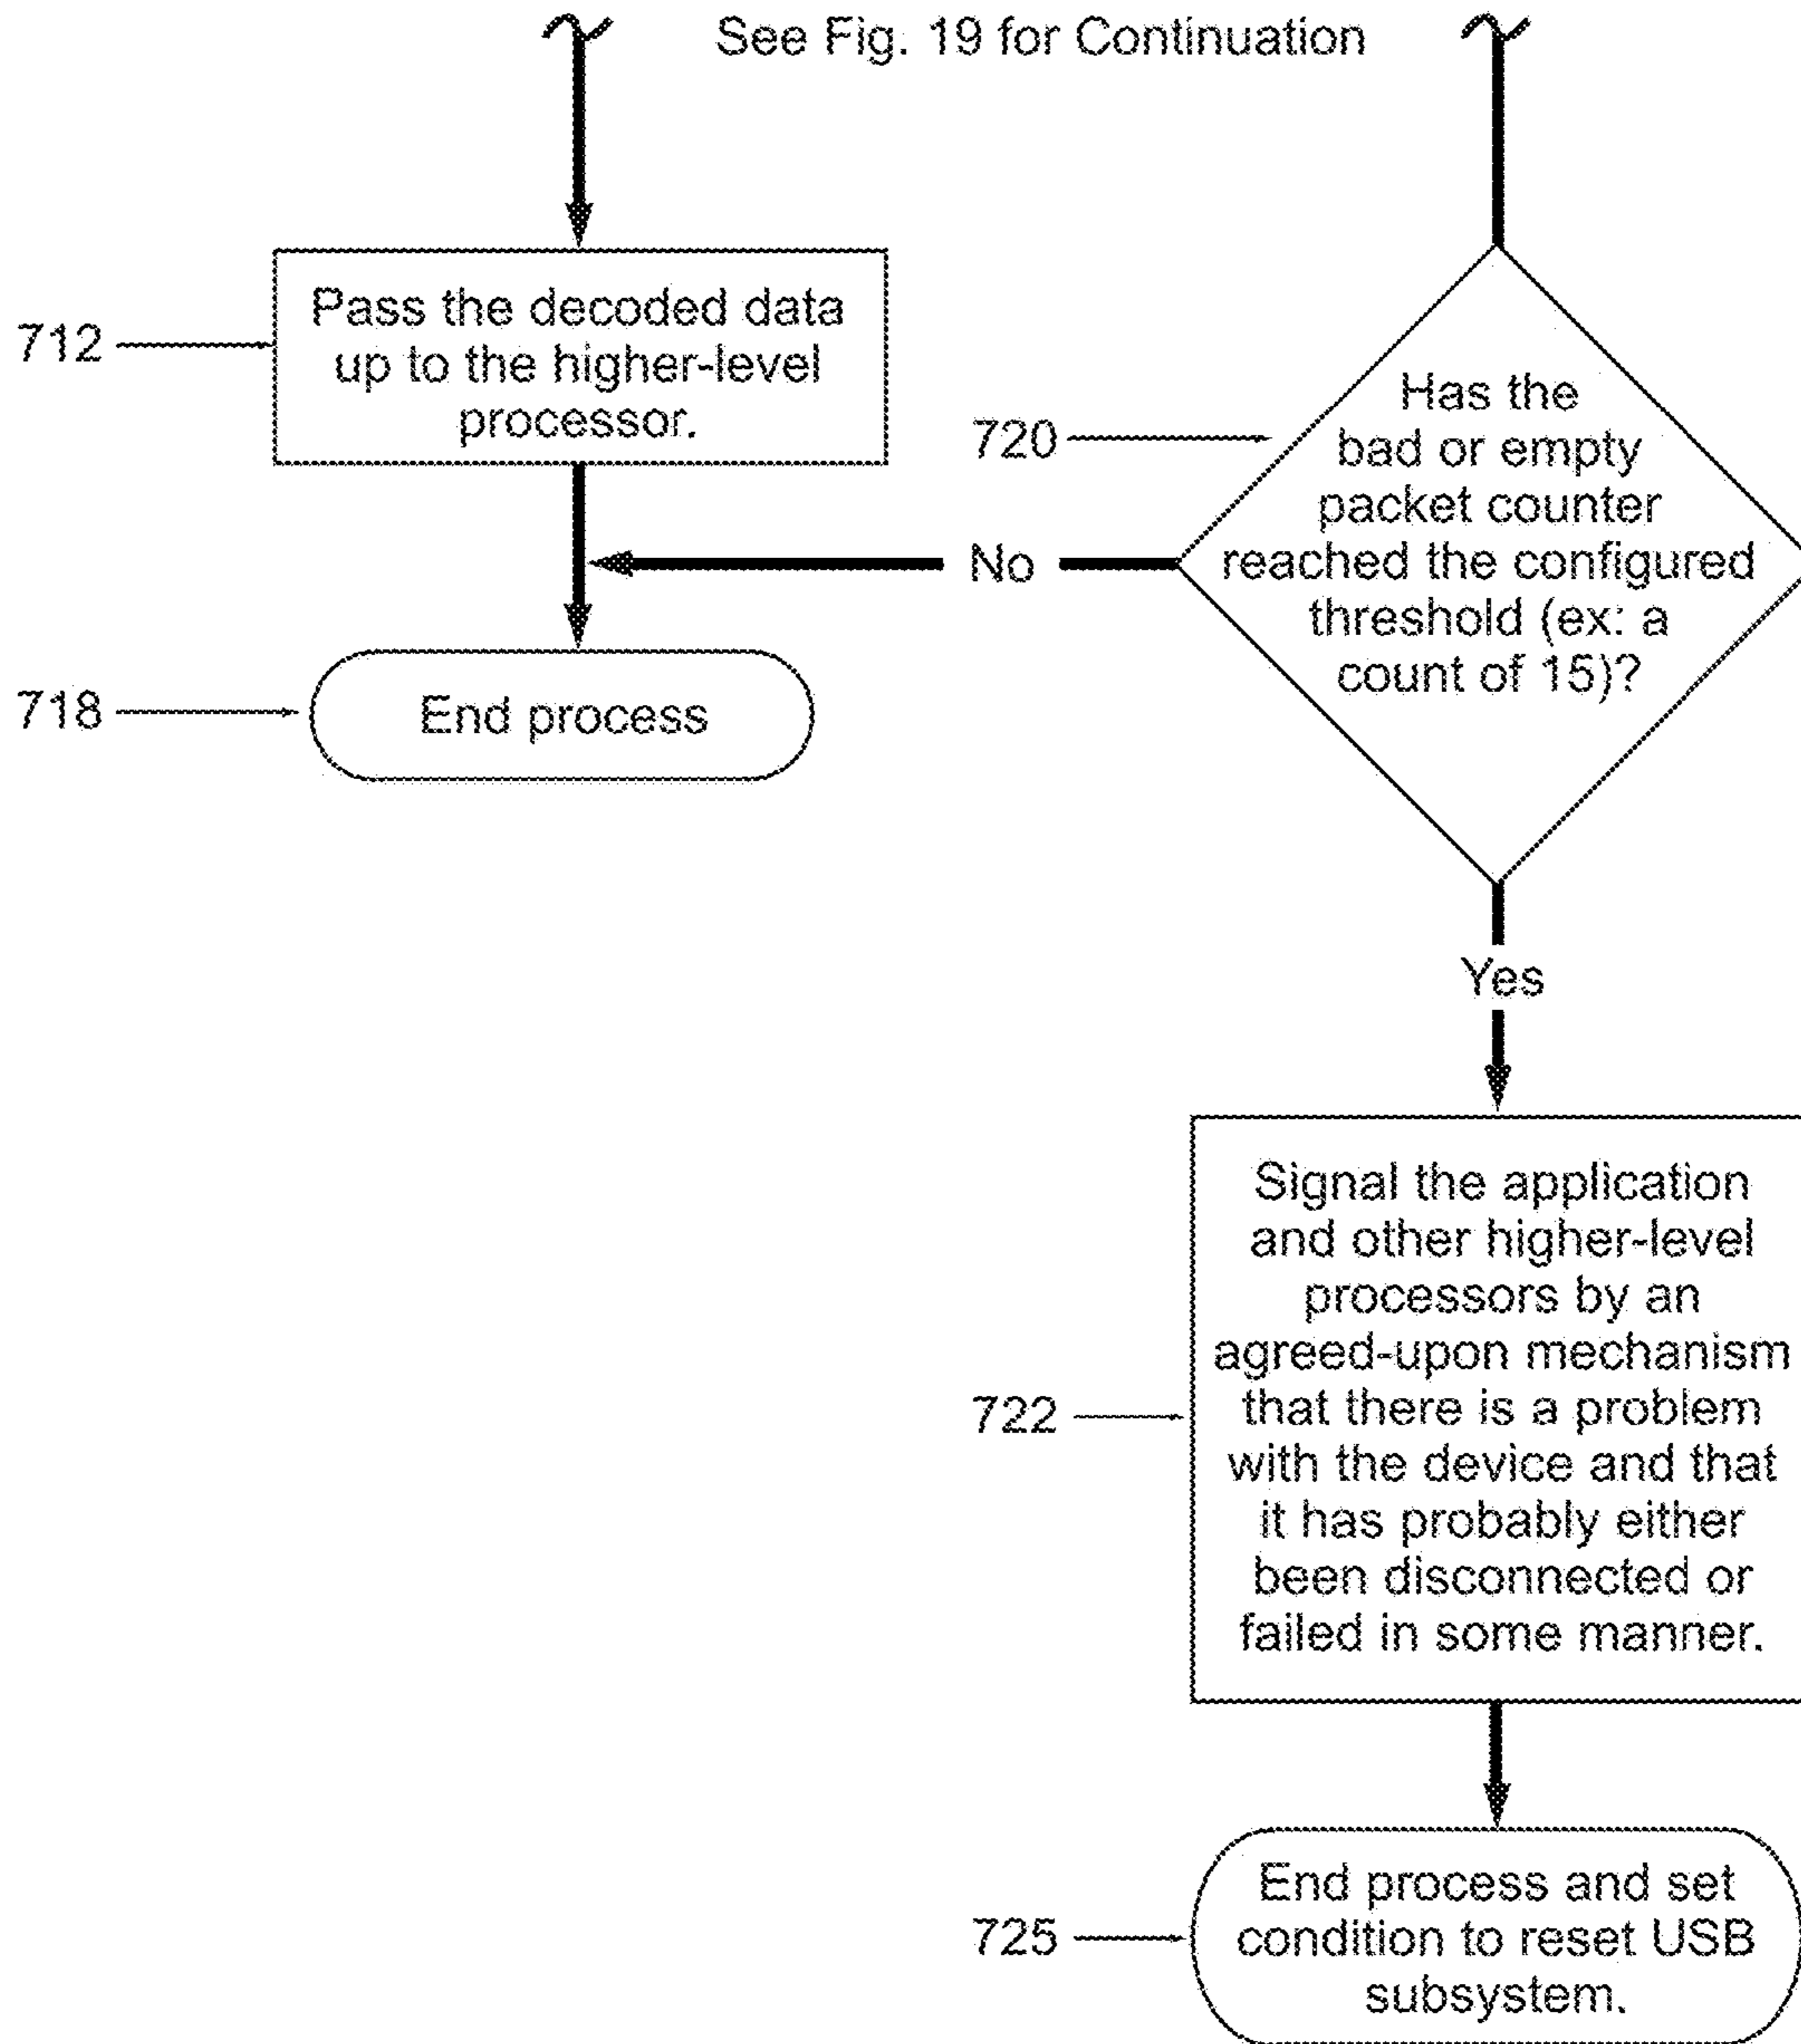 See Fig. 19 for Continuation
712
Pass the decoded data
up to the higher-level
processor.
720
Has the
bad or empty
packet counter
reached the configured
threshold (ex: a
count of 15)?
No
718
End process
Yes
722
Signal the application
and other higher-level
processors by an
agreed-upon mechanism
that there is a problem
with the device and that
it has probably either
been disconnected or
failed in some manner.
725
End process and set
condition to reset USB
subsystem.